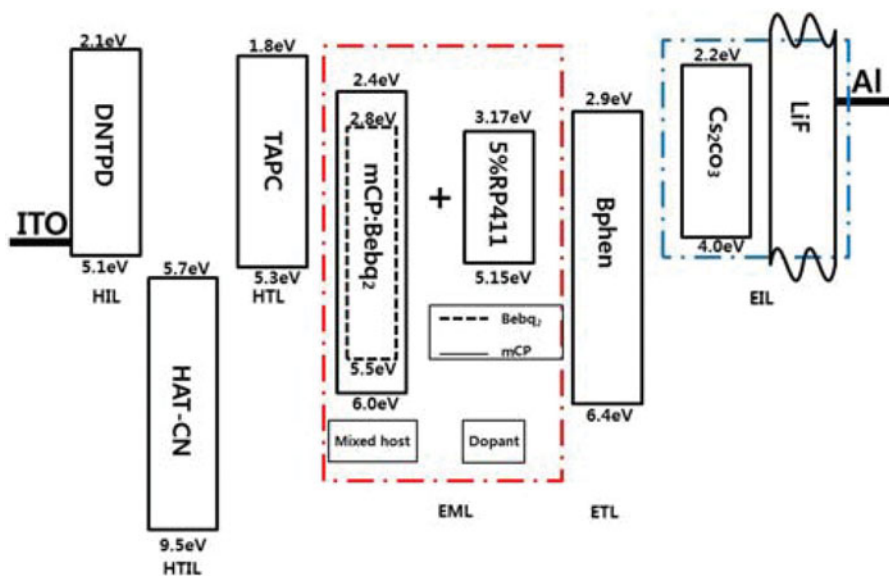 2.1eV
DNTPD
5.1eV
HIL
ITO
5.7eV
HAT-CN
9.5eV
HTIL
1.8eV
TAPC
5.3eV
HTL
2.4eV
2.8eV
mCP:Bebq₂
5.5eV
6.0eV
Mixed host
+
3.17eV
5%RP411
5.15eV
Bebq₂
mCP
Dopant
EML
2.9eV
Bphen
6.4eV
ETL
2.2eV
Cs₂co₃
4.0eV
LiF
EIL
Al